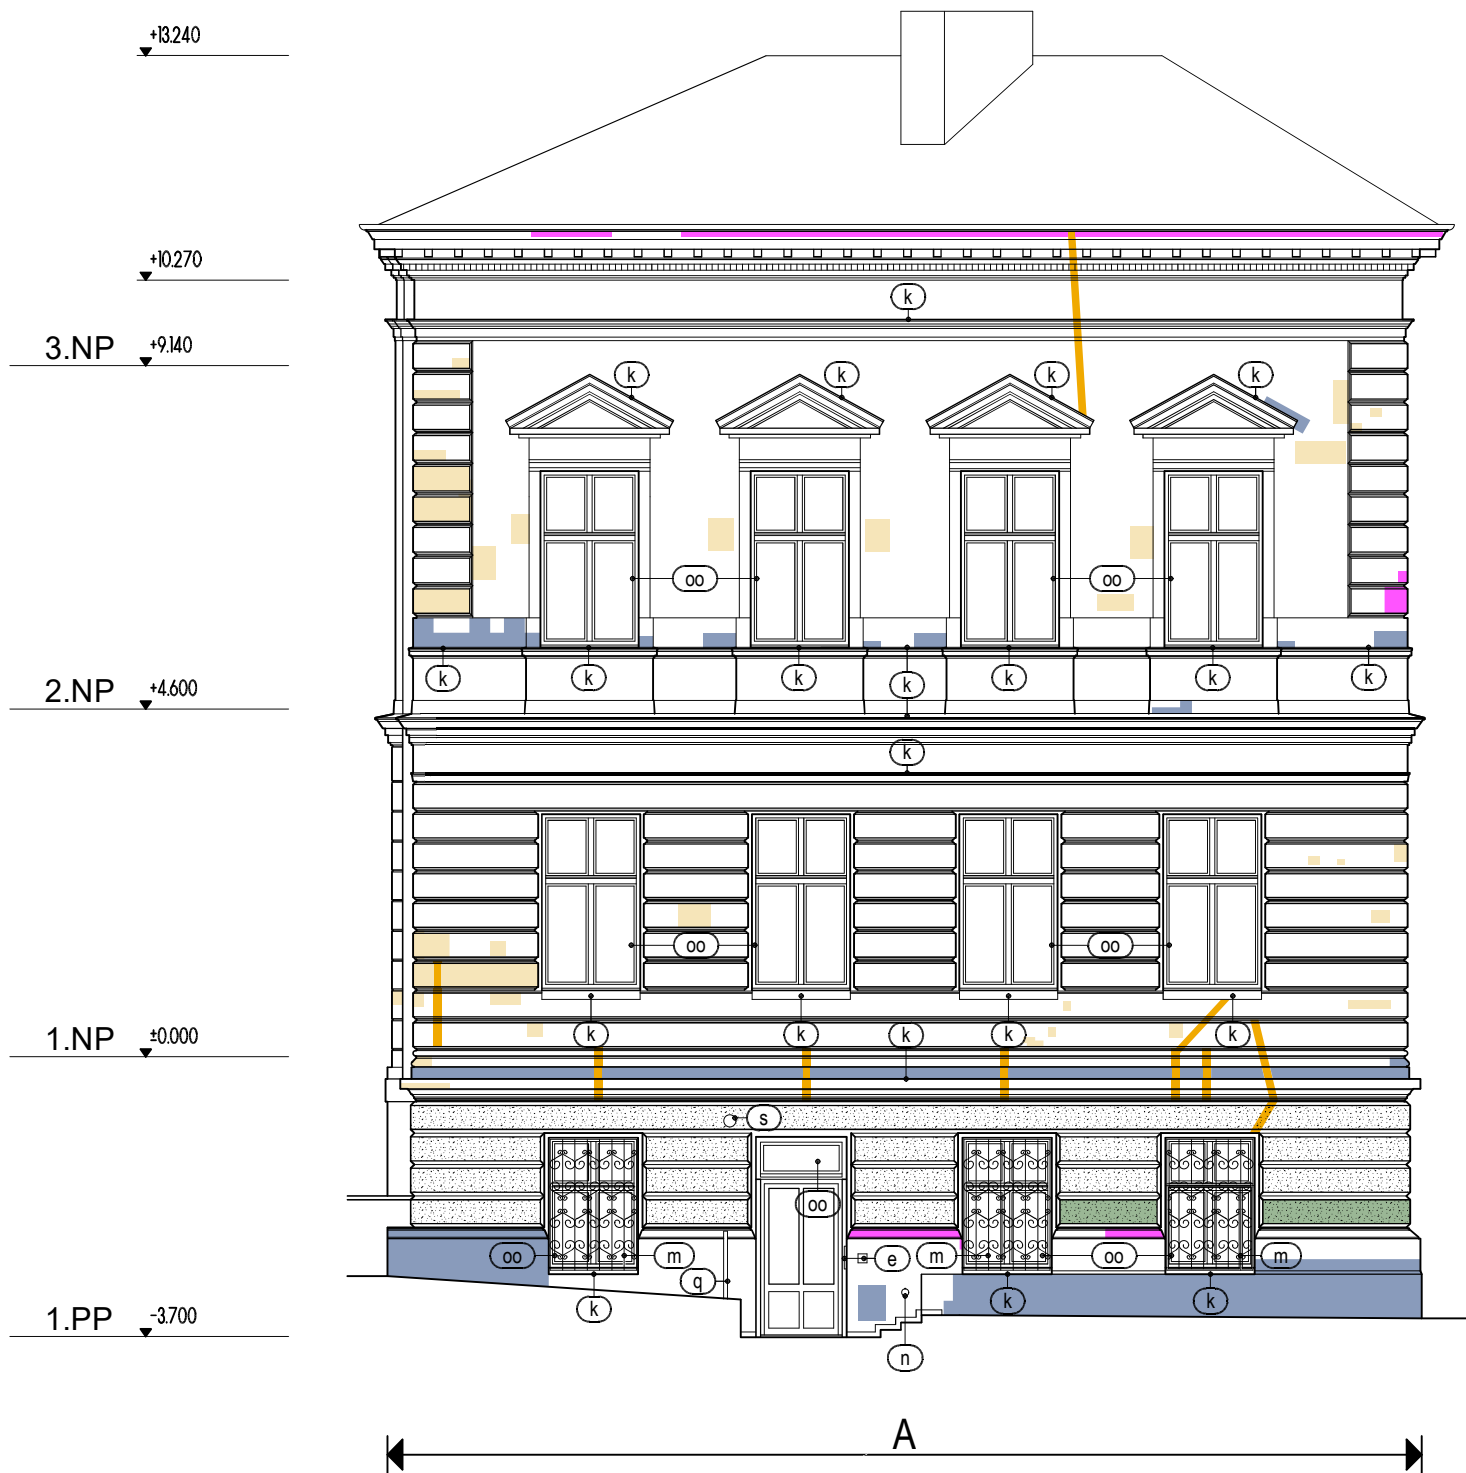 +13.240
+10.270
k
3.NP +9.140
k k k k
oo oo
k k k k k k
2.NP +4.600
k
oo oo
k k k k k
1.NP ±0.000
s
oo
oo m e m oo m
q
k k k
1.PP -3.700
n
A